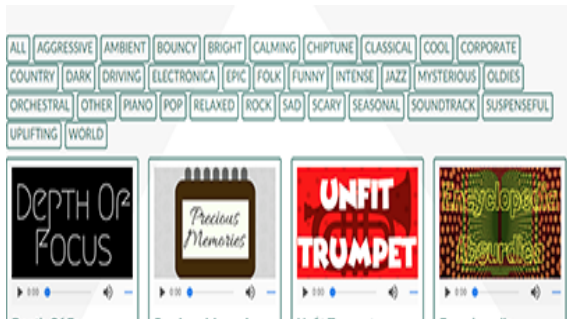 ALL AGGRESSIVE AMBIENT BOUNCY BRIGHT CALMING CHIPTUNE CLASSICAL COOL CORPORATE
COUNTRY DARK DRIVING ELECTRONICA EPIC FOLK FUNNY INTENSE JAZZ MYSTERIOUS OLDIES
ORCHESTRAL OTHER PIANO POP RELAXED ROCK SAD SCARY SEASONAL SOUNDTRACK SUSPENSEFUL
UPLIFTING WORLD
DEPTH OF
FOCUS
Precious
Memories
UNFIT
TRUMPET
Encyclopedia
Absurdica
0:00 0:00 0:00 0:00